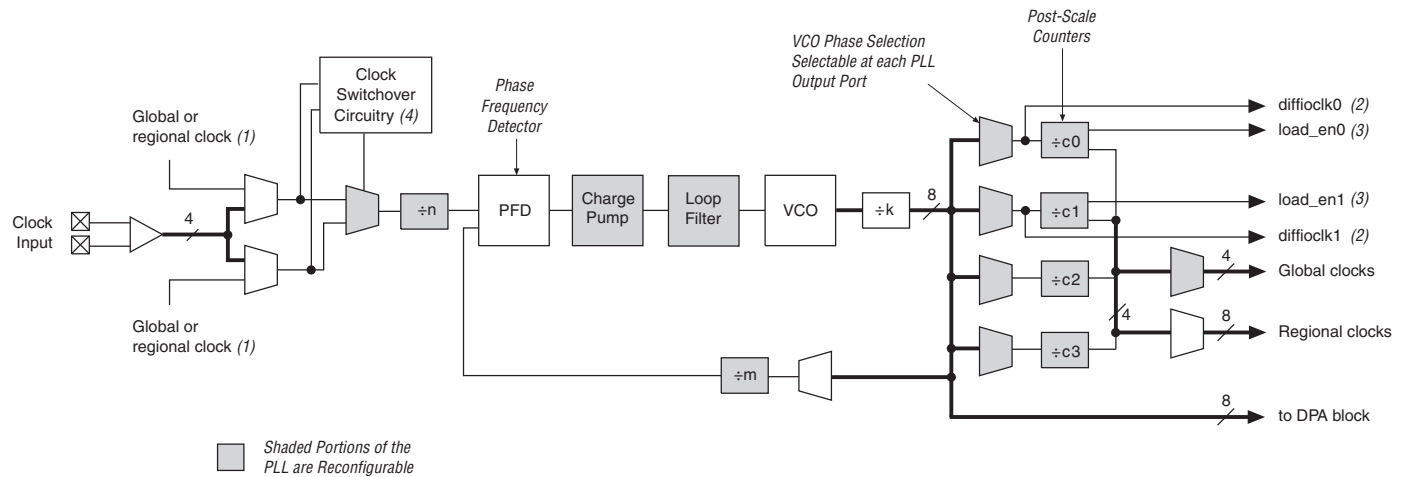 Post-Scale
Counters
VCO Phase Selection
Selectable at each PLL
Output Port
Clock
Switchover
Circuitry (4)
Phase
Frequency
Detector
Global or
regional clock (1)
diffioclk0 (2)
load_en0 (3)
÷c0
Clock
Input
4
÷n
PFD
Charge
Pump
Loop
Filter
VCO
÷k
8
÷c1
load_en1 (3)
diffioclk1 (2)
4
Global clocks
÷c2
4
8
Regional clocks
Global or
regional clock (1)
÷c3
÷m
8
to DPA block
Shaded Portions of the
PLL are Reconfigurable